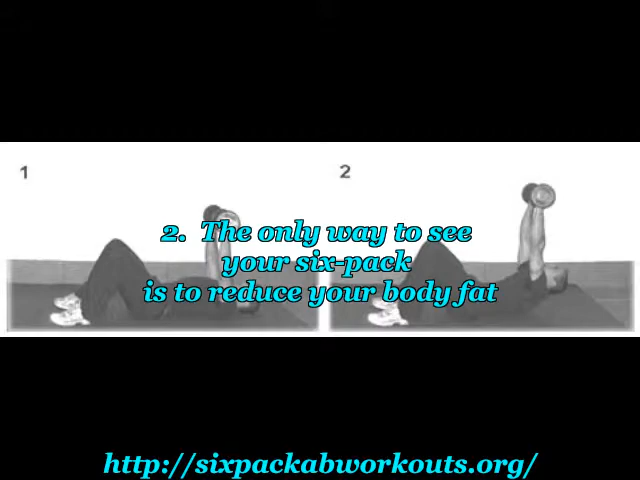 1
2
2. The only way to see
your six-pack
is to reduce your body fat
http://sixpackabworkouts.org/